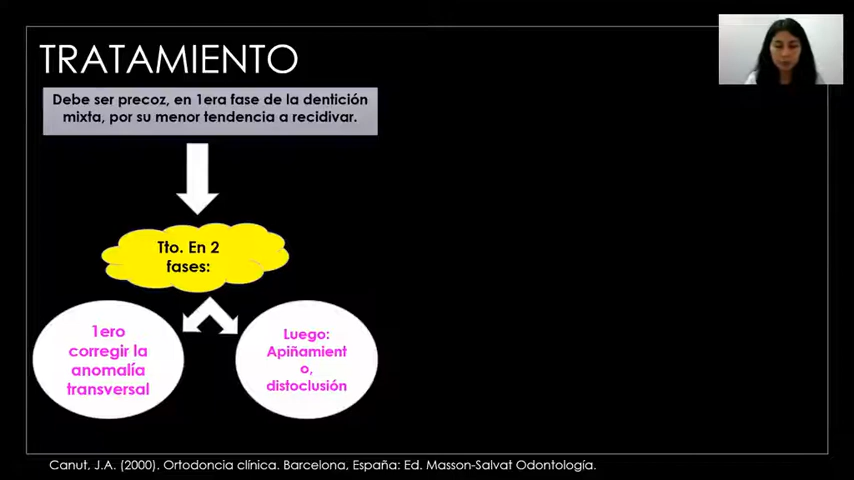 TRATAMIENTO
Debe ser precoz, en 1era fase de la dentición
mixta, por su menor tendencia a recidivar.
Tto. En 2
fases:
1ero
corregir la
anomalía
transversal
Luego:
Apiñamient
o,
distoclusión
Canut, J.A. (2000). Ortodoncia clínica. Barcelona, España: Ed. Masson-Salvat Odontología.